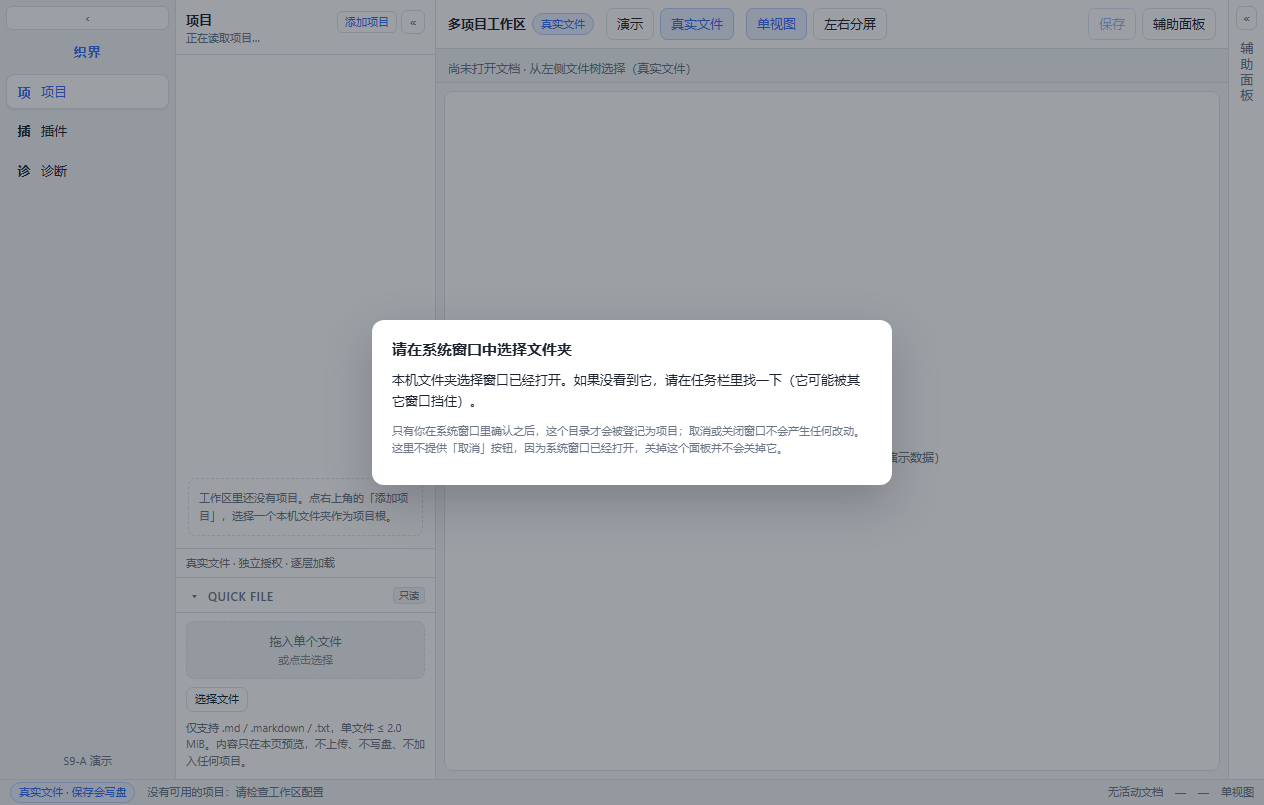 ‹
织界
项 项目
插 插件
诊 诊断
S9-A 演示
项目
添加项目
«
正在读取项目...
工作区里还没有项目。点右上角的「添加项
目」，选择一个本机文件夹作为项目根。
真实文件 · 独立授权 · 逐层加载
QUICK FILE
只读
拖入单个文件
或点击选择
选择文件
仅支持 .md / .markdown / .txt，单文件 ≤ 2.0
MiB。内容只在本页预览，不上传、不写盘、不加
入任何项目。
多项目工作区
真实文件
演示
真实文件
单视图
左右分屏
保存
辅助面板
尚未打开文档 · 从左侧文件树选择（真实文件）
请在系统窗口中选择文件夹
本机文件夹选择窗口已经打开。如果没看到它，请在任务栏里找一下（它可能被其
它窗口挡住）。
只有你在系统窗口里确认之后，这个目录才会被登记为项目；取消或关闭窗口不会产生任何改动。
这里不提供「取消」按钮，因为系统窗口已经打开，关掉这个面板并不会关掉它。
演示数据)
«
辅助面板
真实文件 · 保存会写盘
没有可用的项目：请检查工作区配置
无活动文档
—
—
单视图